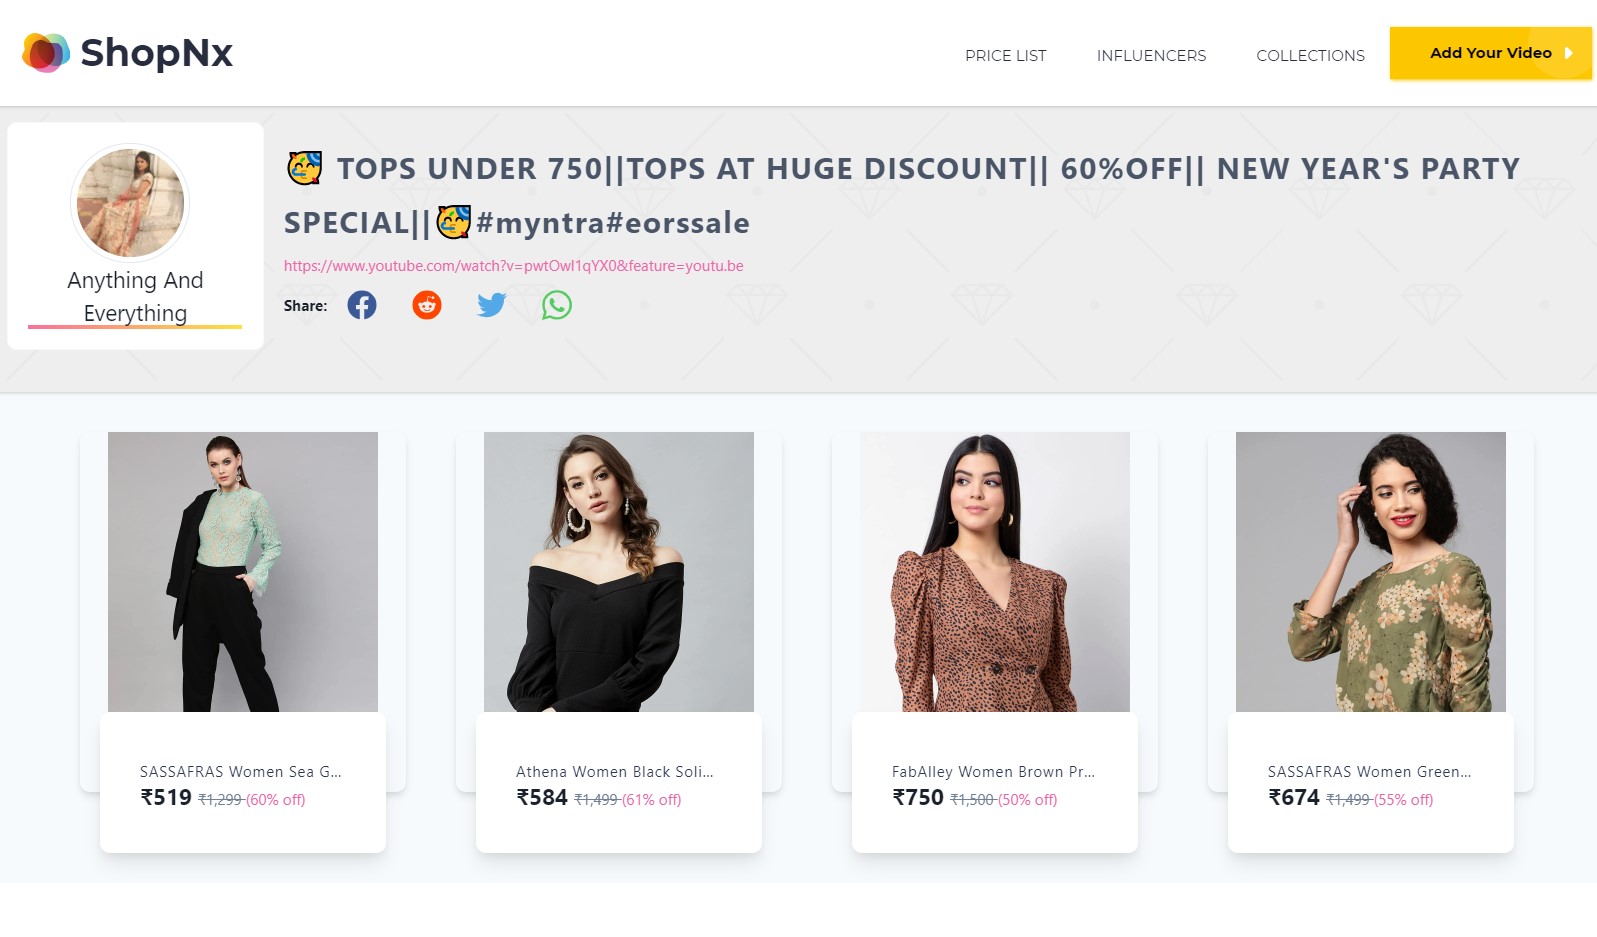 ShopNx
PRICE LIST
INFLUENCERS
COLLECTIONS
Add Your Video
Anything And
Everything
🥳 TOPS UNDER 750||TOPS AT HUGE DISCOUNT|| 60%OFF|| NEW YEAR'S PARTY
SPECIAL||🥳#myntra#eorssale
https://www.youtube.com/watch?v=pwtOwl1qYX0&feature=youtu.be
Share:
SASSAFRAS Women Sea G...
₹519 ₹1,299 (60% off)
Athena Women Black Soli...
₹584 ₹1,499 (61% off)
FabAlley Women Brown Pr...
₹750 ₹1,500 (50% off)
SASSAFRAS Women Green...
₹674 ₹1,499 (55% off)